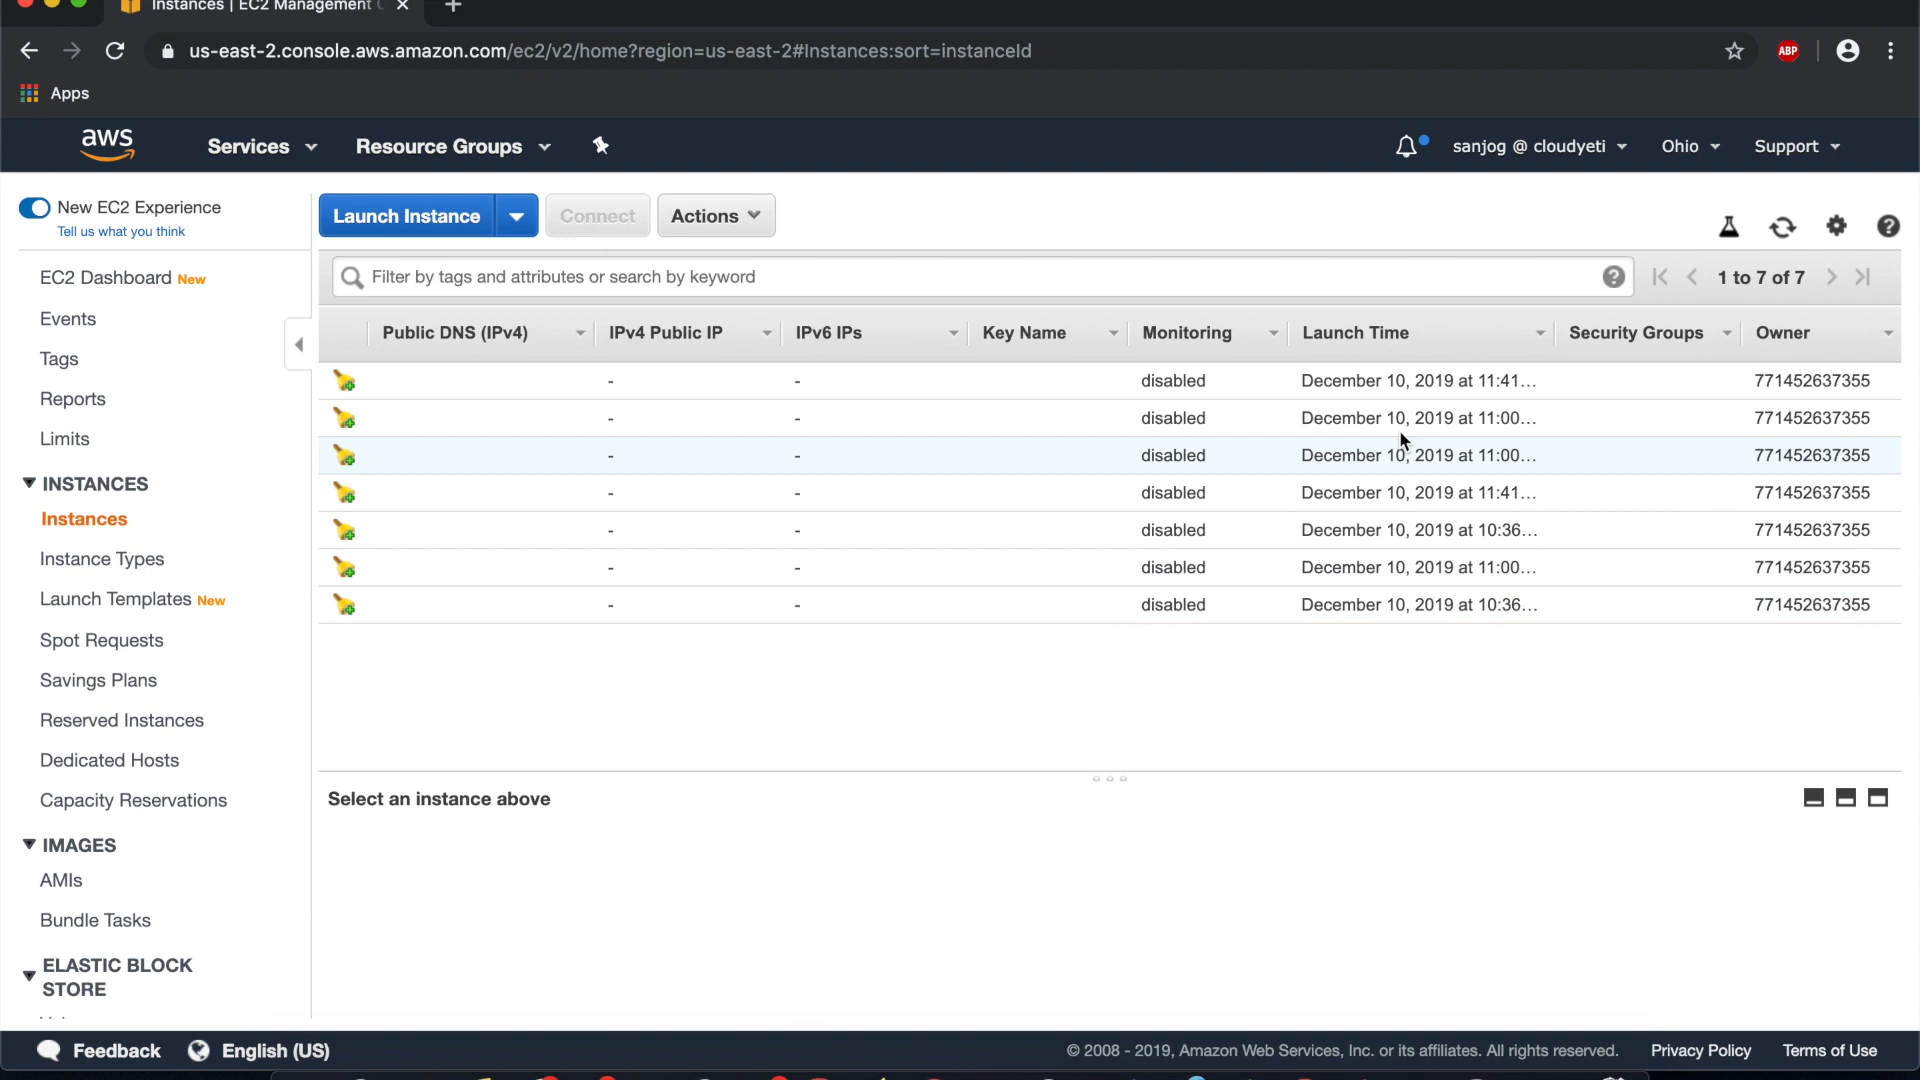 Instances | EC2 Management
us-east-2.console.aws.amazon.com/ec2/v2/home?region=us-east-2#Instances:sort=instanceId
ABP
Apps
aws
Services
Resource Groups
sanjog @ cloudyeti
Ohio
Support
New EC2 Experience
Tell us what you think
EC2 Dashboard New
Events
Tags
Reports
Limits
INSTANCES
Instances
Instance Types
Launch Templates New
Spot Requests
Savings Plans
Reserved Instances
Dedicated Hosts
Capacity Reservations
IMAGES
AMIs
Bundle Tasks
ELASTIC BLOCK
STORE
Launch Instance
Connect
Actions
Filter by tags and attributes or search by keyword
1 to 7 of 7
Public DNS (IPv4) IPv4 Public IP IPv6 IPs Key Name Monitoring Launch Time Security Groups Owner
- - disabled December 10, 2019 at 11:41... 771452637355
- - disabled December 10, 2019 at 11:00... 771452637355
- - disabled December 10, 2019 at 11:00... 771452637355
- - disabled December 10, 2019 at 11:41... 771452637355
- - disabled December 10, 2019 at 10:36... 771452637355
- - disabled December 10, 2019 at 11:00... 771452637355
- - disabled December 10, 2019 at 10:36... 771452637355
Select an instance above
Feedback
English (US)
© 2008 - 2019, Amazon Web Services, Inc. or its affiliates. All rights reserved.
Privacy Policy
Terms of Use